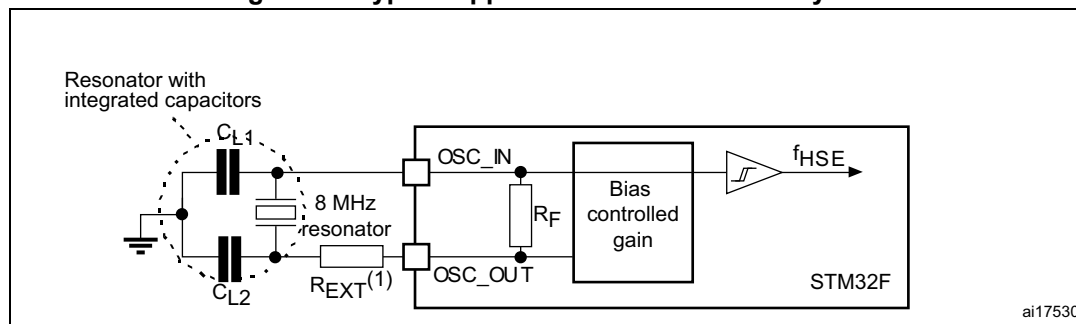 Resonator with
integrated capacitors
CL1
OSC_IN
fHSE
8 MHz
resonator
RF
Bias
controlled
gain
REXT(1)
OSC_OUT
STM32F
CL2
ai17530